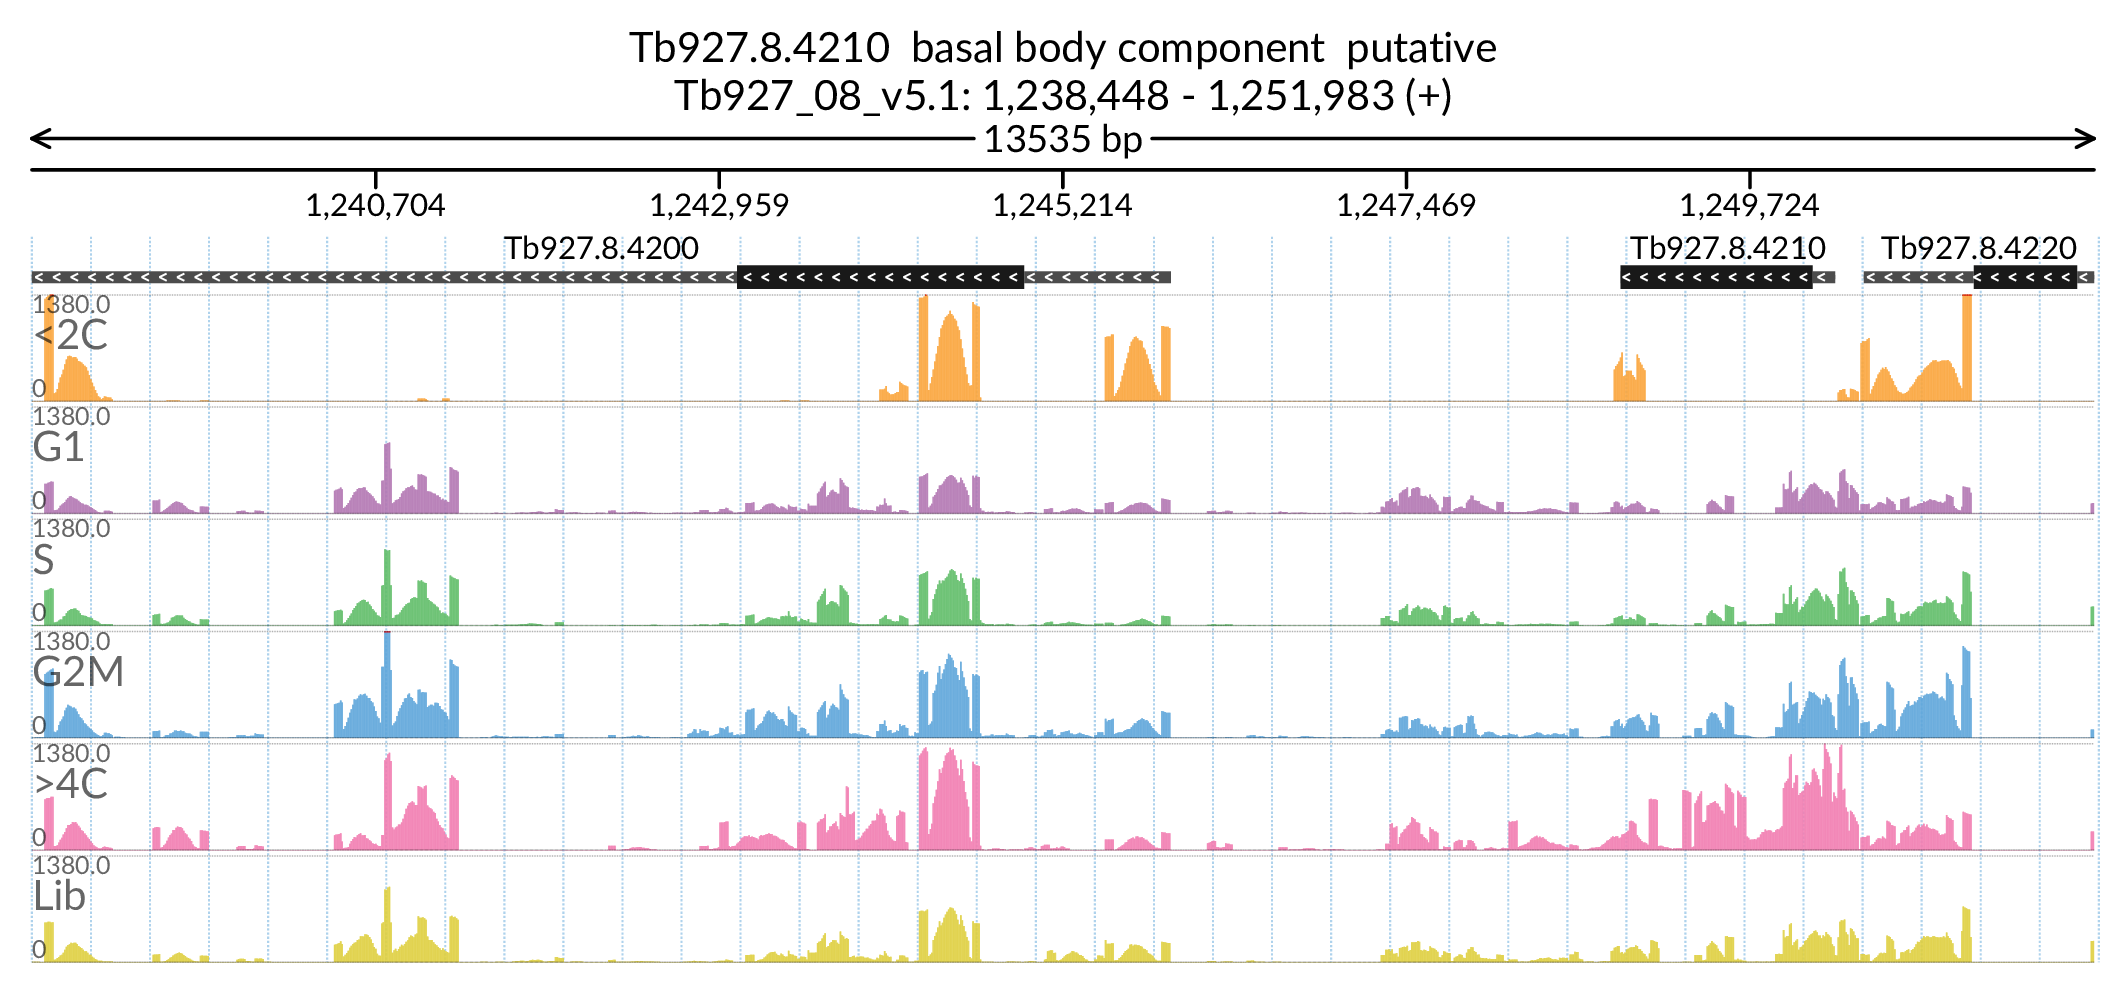 Tb927.8.4210 basal body component putative
Tb927_08_v5.1: 1,238,448 - 1,251,983 (+)
13535 bp
1,240,704 1,242,959 1,245,214 1,247,469 1,249,724
Tb927.8.4200 Tb927.8.4210 Tb927.8.4220
1380.0
<2C
0
1380.0
G1
0
1380.0
S
0
1380.0
G2M
0
1380.0
>4C
0
1380.0
Lib
0